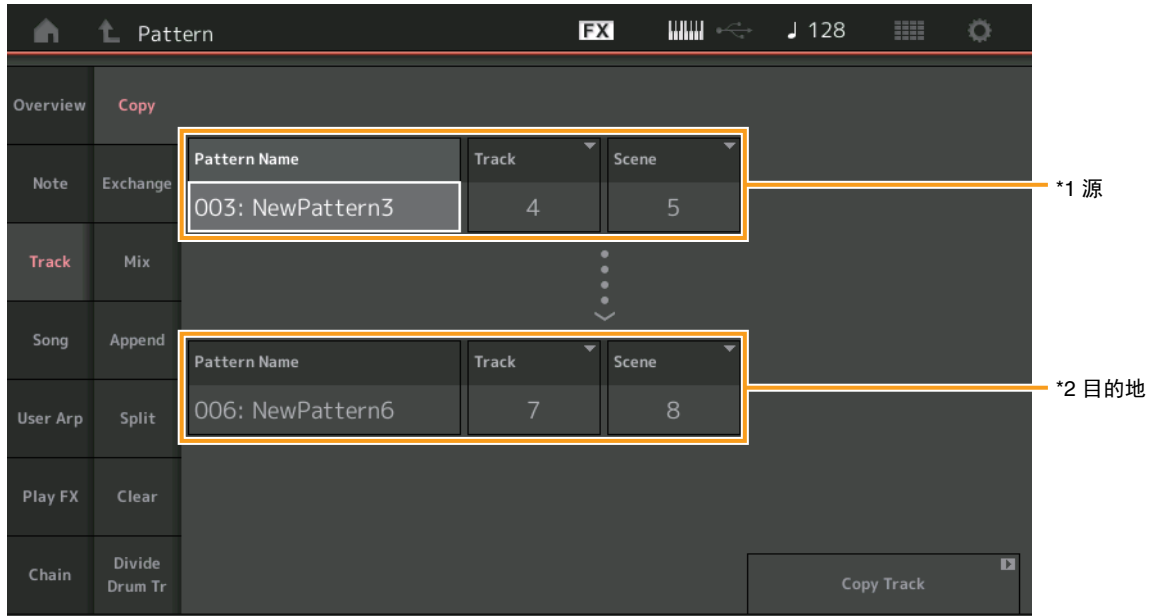 Pattern
FX
♩ 128
Overview
Copy
Pattern Name
Track
Scene
Note
Exchange
003: NewPattern3
4
5
*1 源
Track
Mix
Song
Append
Pattern Name
Track
Scene
*2 目的地
User Arp
Split
006: NewPattern6
7
8
Play FX
Clear
Chain
Divide
Drum Tr
Copy Track